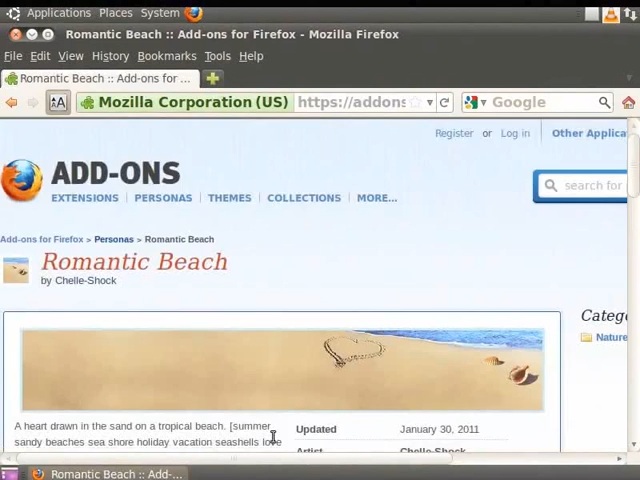 Applications Places System
Romantic Beach :: Add-ons for Firefox - Mozilla Firefox
File Edit View History Bookmarks Tools Help
Romantic Beach :: Add-ons for ...
Mozilla Corporation (US) https://addons Google
Register or Log in Other Applica
ADD-ONS
EXTENSIONS PERSONAS THEMES COLLECTIONS MORE...
search for
Add-ons for Firefox > Personas > Romantic Beach
Romantic Beach
by Chelle-Shock
Catego
Nature
A heart drawn in the sand on a tropical beach. [summer
Updated January 30, 2011
sandy beaches sea shore holiday vacation seashells love
Artist Chelle-Shock
Romantic Beach :: Add-...